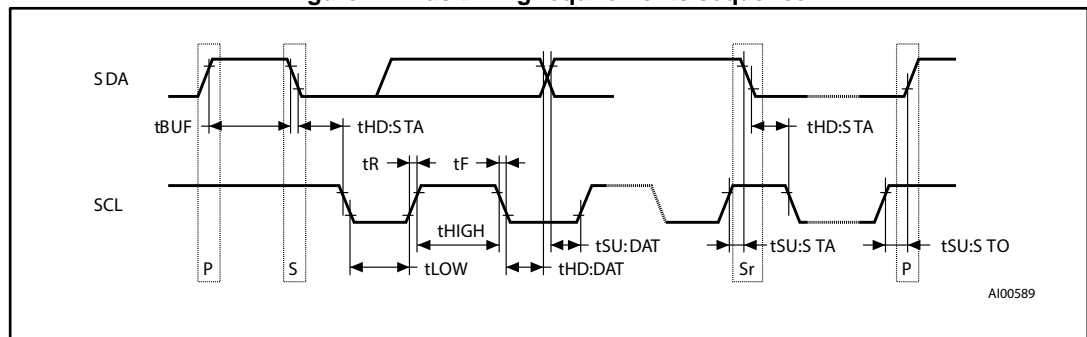 SDA
tBUF
tHD:STA
tHD:STA
tR
tF
SCL
tHIGH
tSU:DAT
tSU:STA
tSU:STO
tLOW
tHD:DAT
P
S
Sr
P
AI00589